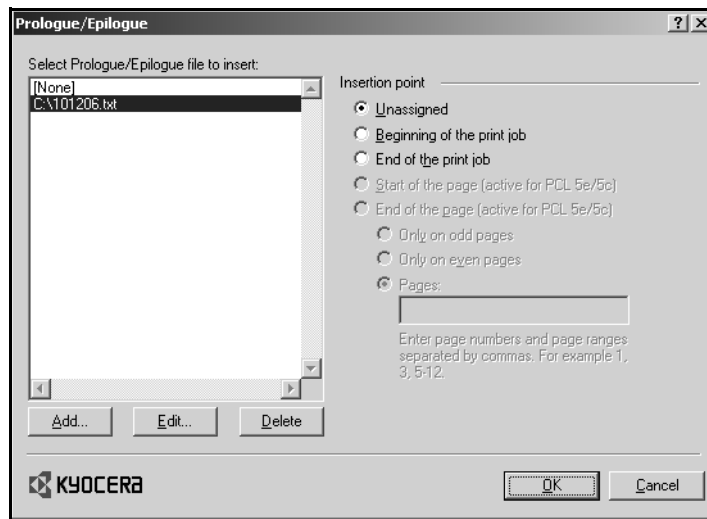 Prologue/Epilogue
Select Prologue/Epilogue file to insert:
[None]
C:\101206.txt
Add...
Edit...
Delete
Insertion point
Unassigned
Beginning of the print job
End of the print job
Start of the page (active for PCL 5e/5c)
End of the page (active for PCL 5e/5c)
Only on odd pages
Only on even pages
Pages:
Enter page numbers and page ranges
separated by commas. For example 1,
3, 5-12.
KYOCERA
OK
Cancel